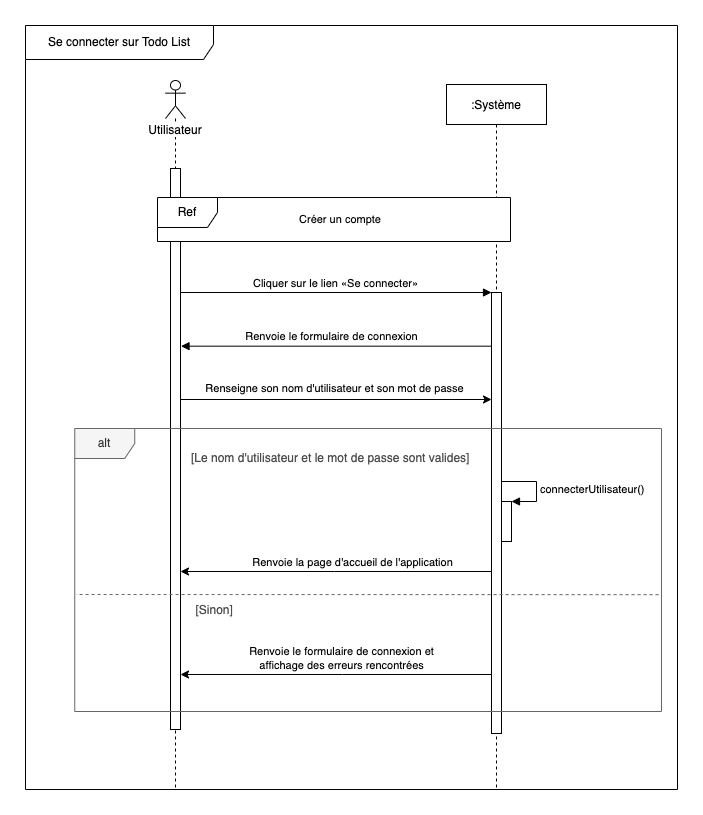 Se connecter sur Todo List
:Système
Utilisateur
Ref
Créer un compte
Cliquer sur le lien «Se connecter»
Renvoie le formulaire de connexion
Renseigne son nom d'utilisateur et son mot de passe
alt
[Le nom d'utilisateur et le mot de passe sont valides]
connecterUtilisateur()
Renvoie la page d'accueil de l'application
[Sinon]
Renvoie le formulaire de connexion et
affichage des erreurs rencontrées